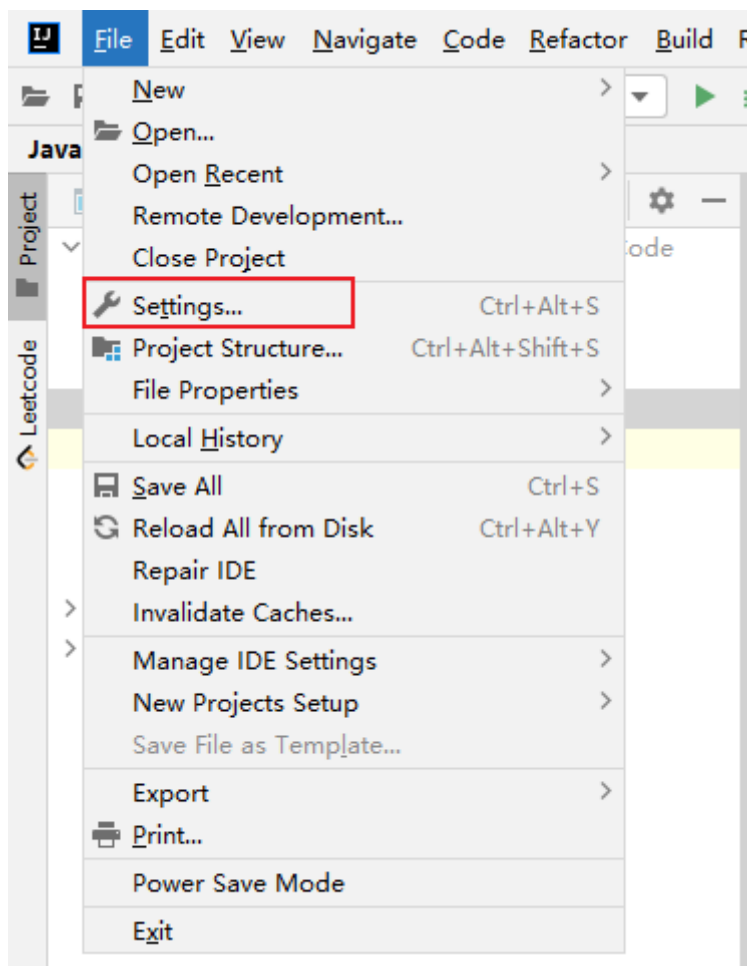 IJ File Edit View Navigate Code Refactor Build
Java
New
Open...
Open Recent
Remote Development...
Close Project
ode
Settings... Ctrl+Alt+S
Project Structure... Ctrl+Alt+Shift+S
File Properties
Local History
Save All Ctrl+S
Reload All from Disk Ctrl+Alt+Y
Repair IDE
Invalidate Caches...
Manage IDE Settings
New Projects Setup
Save File as Template...
Export
Print...
Power Save Mode
Exit
Project
Leetcode